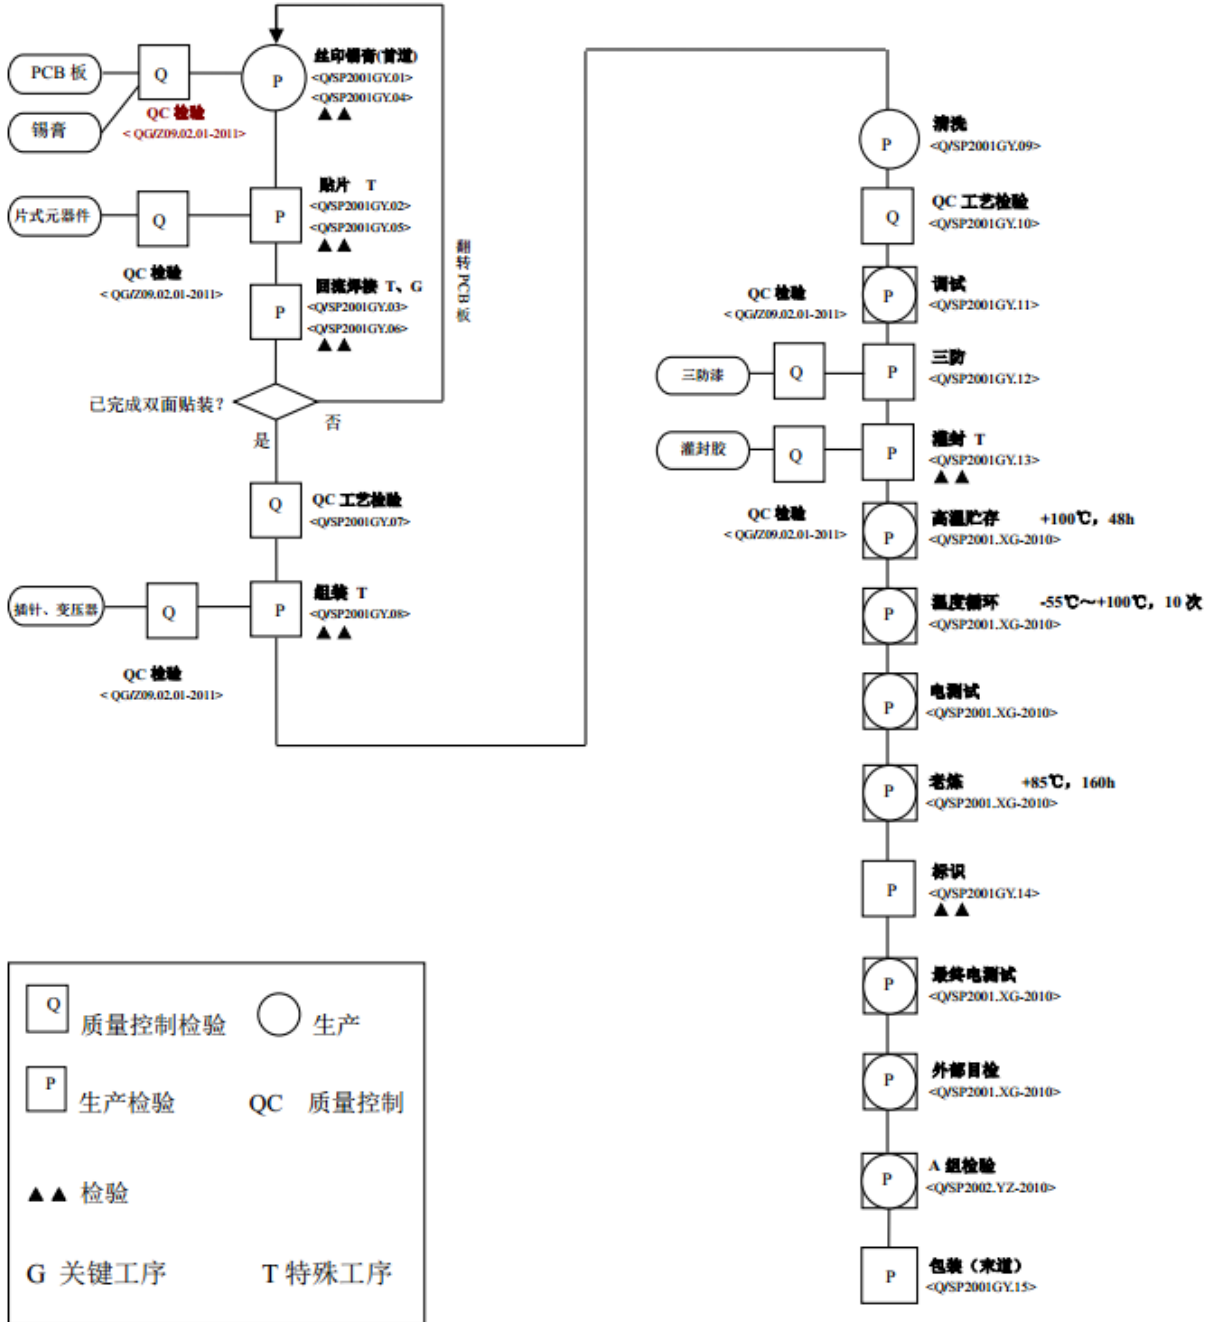 PCB 板
Q
锡膏
QC 检验
< QG/Z09.02.01-2011>
P
丝印锡膏(首道)
<Q/SP2001GY.01>
<Q/SP2001GY.04>
▲ ▲
片式元器件
Q
QC 检验
< QG/Z09.02.01-2011>
P
贴片 T
<Q/SP2001GY.02>
<Q/SP2001GY.05>
▲ ▲
P
回流焊接 T、G
<Q/SP2001GY.03>
<Q/SP2001GY.06>
▲ ▲
翻转 PCB 板
已完成双面贴装？
否
是
Q
QC 工艺检验
<Q/SP2001GY.07>
插针、变压器
Q
QC 检验
< QG/Z09.02.01-2011>
P
组装 T
<Q/SP2001GY.08>
▲ ▲
P
清洗
<Q/SP2001GY.09>
Q
QC 工艺检验
<Q/SP2001GY.10>
P
调试
<Q/SP2001GY.11>
QC 检验
< QG/Z09.02.01-2011>
三防漆
Q
P
三防
<Q/SP2001GY.12>
灌封胶
Q
P
灌封 T
<Q/SP2001GY.13>
▲ ▲
QC 检验
< QG/Z09.02.01-2011>
P
高温贮存 +100℃，48h
<Q/SP2001.XG-2010>
P
温度循环 -55℃～+100℃，10 次
<Q/SP2001.XG-2010>
P
电测试
<Q/SP2001.XG-2010>
P
老炼 +85℃，160h
<Q/SP2001.XG-2010>
P
标识
<Q/SP2001GY.14>
▲ ▲
P
最终电测试
<Q/SP2001.XG-2010>
P
外部目检
<Q/SP2001.XG-2010>
P
A 组检验
<Q/SP2002.YZ-2010>
P
包装（末道）
<Q/SP2001GY.15>
Q 质量控制检验 生产
P 生产检验 QC 质量控制
▲ ▲ 检验
G 关键工序 T 特殊工序